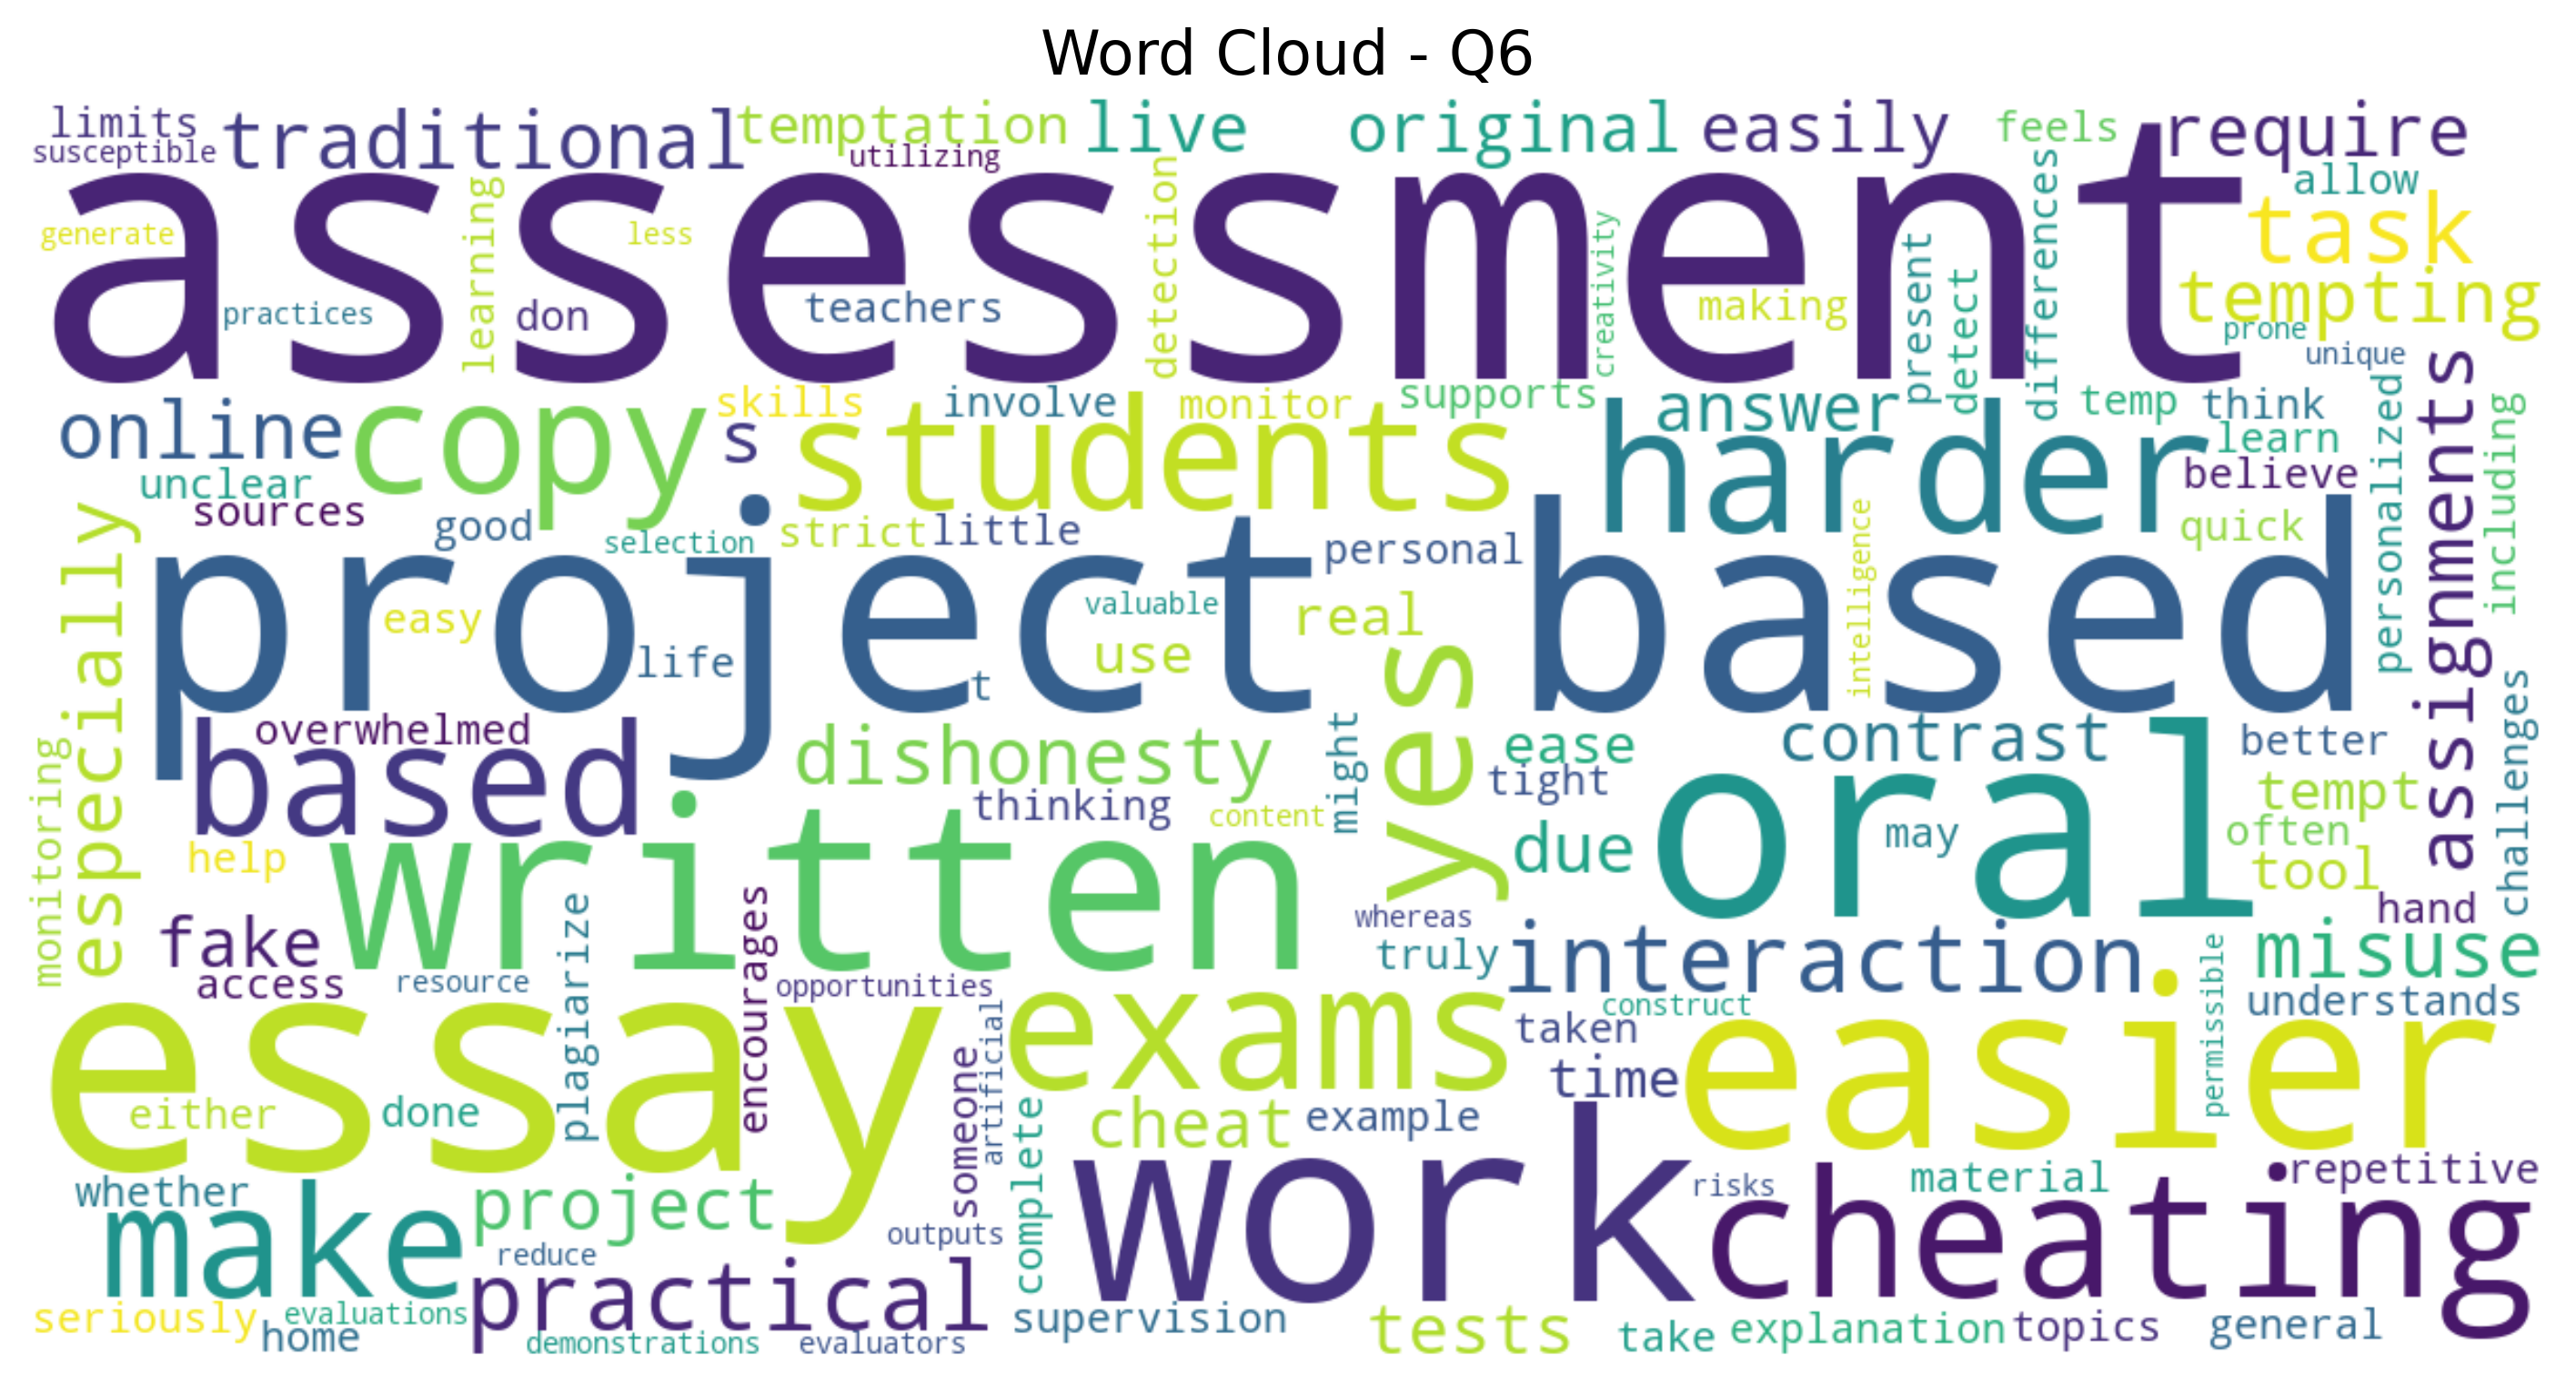 Word Cloud - Q6
limits
susceptible
traditional
temptation
utilizing
live
original
easily
feels
require
allow
assessment
task
tempting
generate
learning
less
detection
creativity
present
detect
differences
practices
don
teachers
making
prone
unique
online
copy
skills
s
students
involve
monitor
supports
answer
harder
temp
think
learn
believe
personalized
assignments
including
unclear
sources
good
selection
strict
little
personal
quick
especially
project based
easy
life
t
valuable
use
real
intelligence
yes
overwhelmed
based
dishonesty
thinking
content
might
ease
tight
contrast
oral
better
tempt
challenges
monitoring
help
written
due
may
often
tool
hand
fake
access
resource
plagiarize
encourages
opportunities
whereas
truly
interaction
misuse
permissible
understands
essay
exams
construct
taken
time
easier
either
done
someone
artificial
complete
cheat
example
whether
make
project
reduce
outputs
work
risks
cheating
material
repetitive
practical
seriously
evaluations
home
demonstrations
evaluators
supervision
tests
take
explanation
topics
general